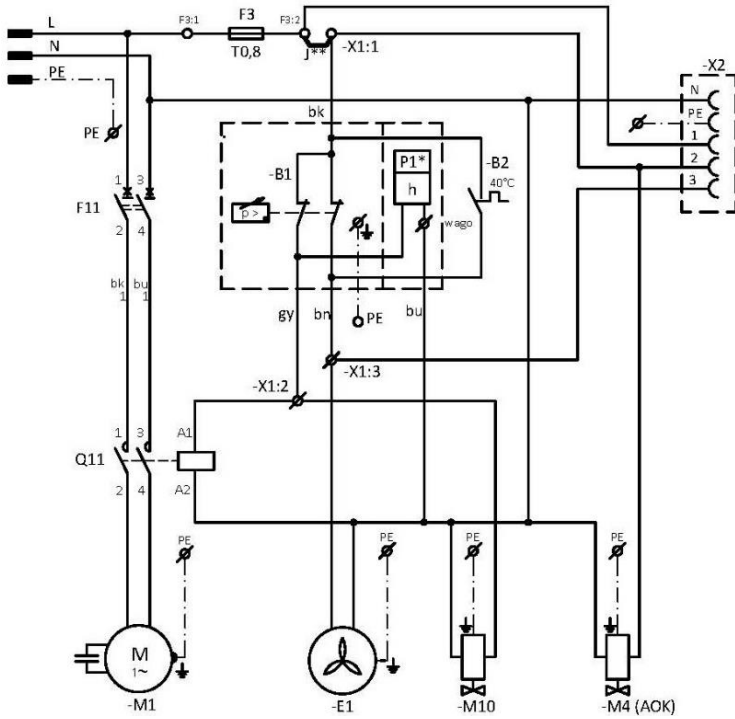 L
F3:1
F3
F3:2
T0,8
J**
-X1:1
-X2
N
PE
N
PE
1
2
3
PE
bk
-B1
P1*
h
-B2
40°C
p >
wago
1
3
F11
2
4
bk
1
bu
1
gy
bn
PE
bu
-X1:3
-X1:2
1
3
A1
Q11
2
4
A2
PE
PE
PE
PE
M
1~
-M1
-E1
-M10
-M4 (AOK)